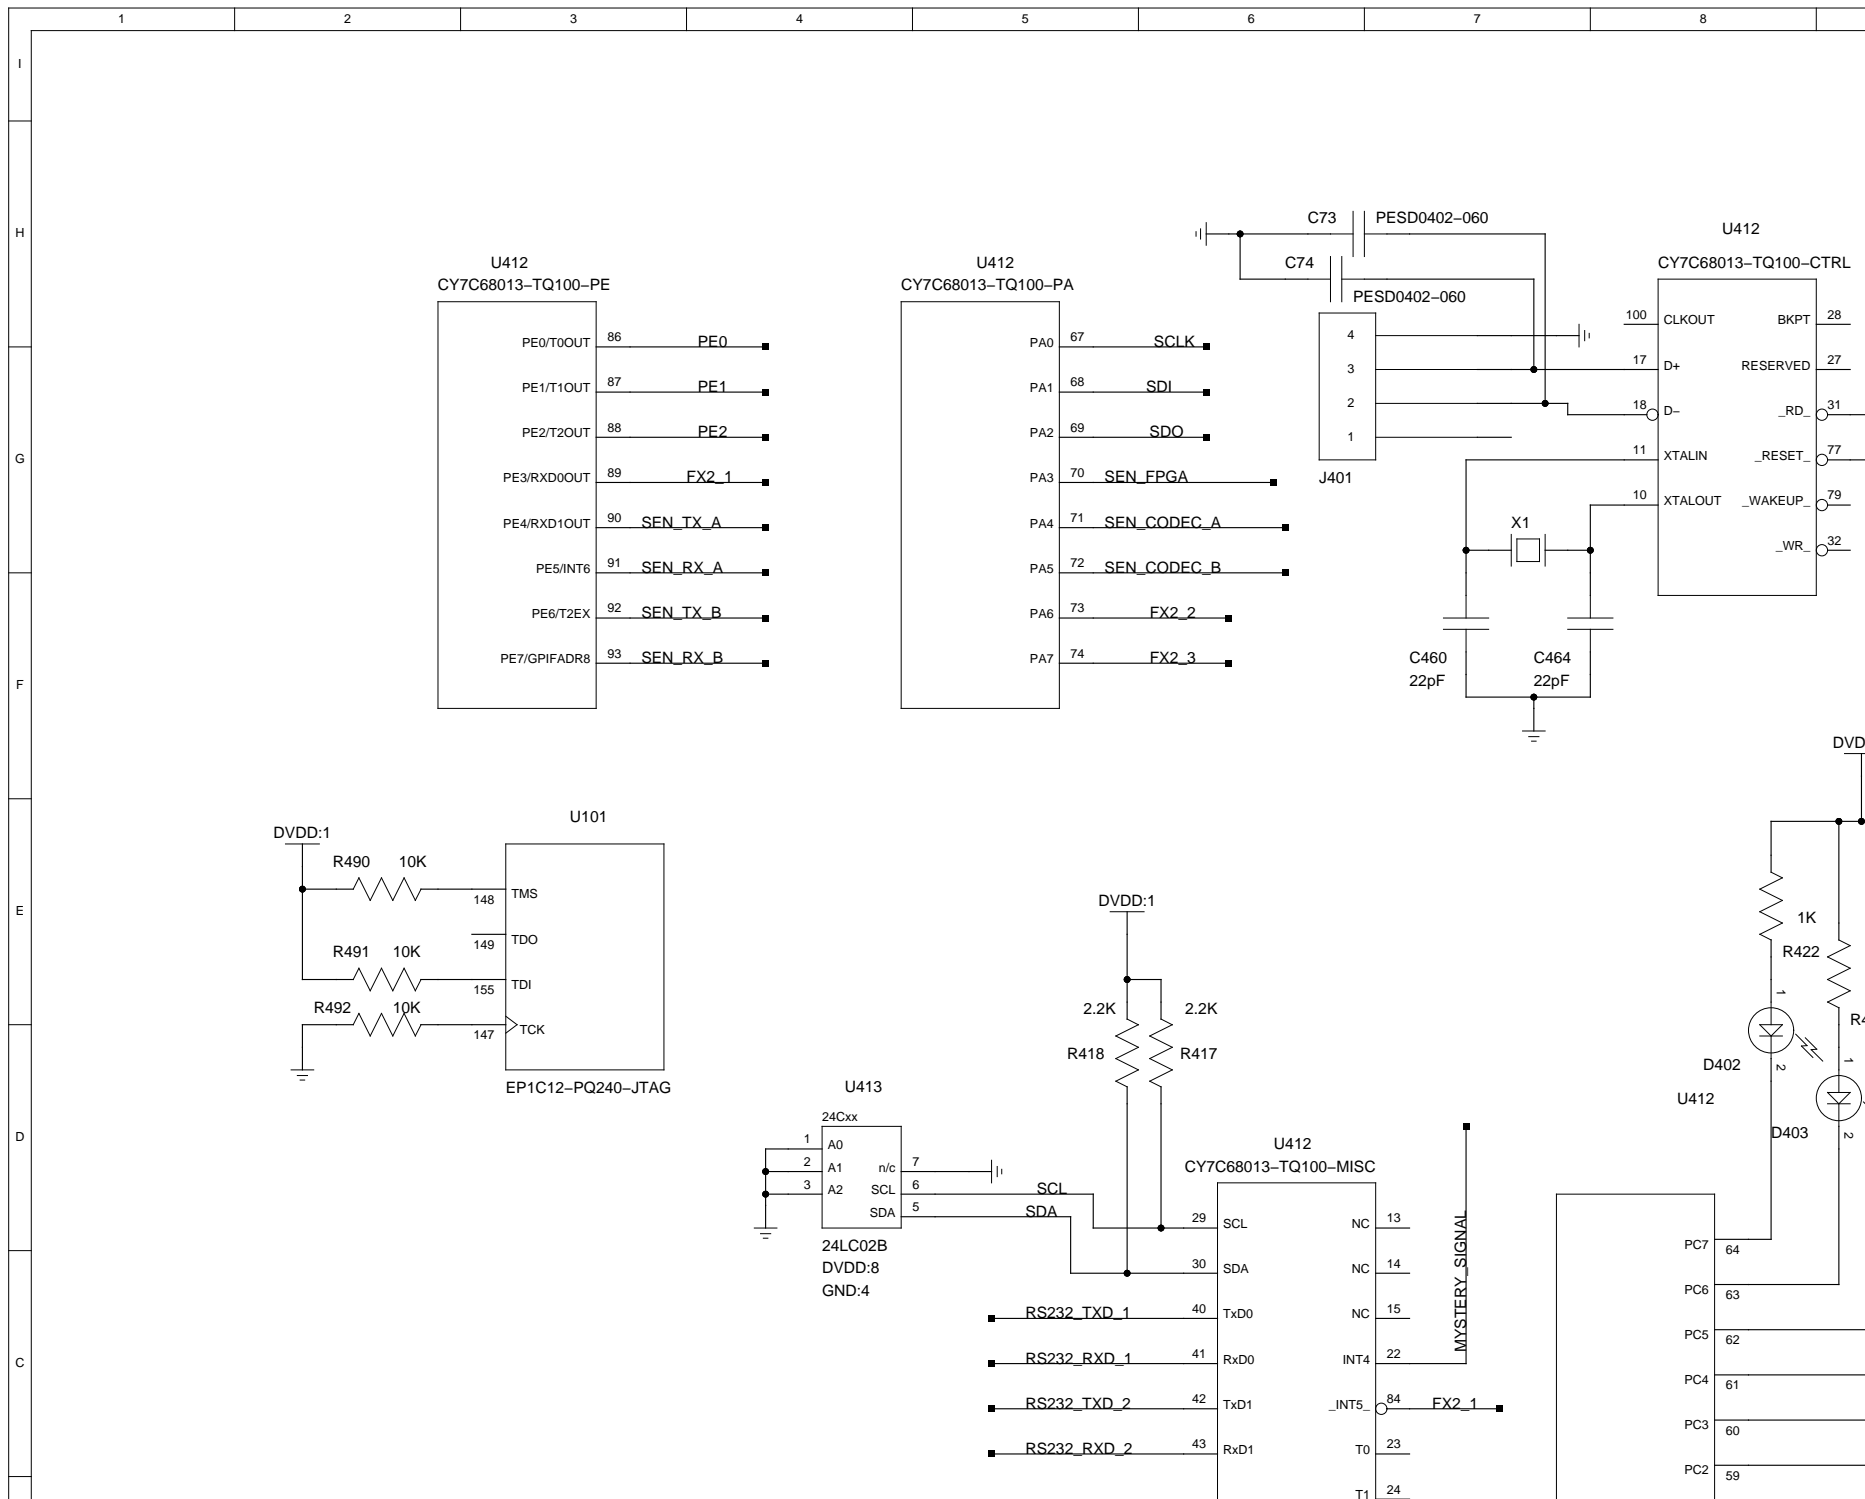 1 2 3 4 5 6 7 8
I
H
G
F
E
D
C
U412
CY7C68013–TQ100–PE
PE0/T0OUT 86 PE0
PE1/T1OUT 87 PE1
PE2/T2OUT 88 PE2
PE3/RXD0OUT 89 FX2_1
PE4/RXD1OUT 90 SEN_TX_A
PE5/INT6 91 SEN_RX_A
PE6/T2EX 92 SEN_TX_B
PE7/GPIFADR8 93 SEN_RX_B
U412
CY7C68013–TQ100–PA
PA0 67 SCLK
PA1 68 SDI
PA2 69 SDO
PA3 70 SEN_FPGA
PA4 71 SEN_CODEC_A
PA5 72 SEN_CODEC_B
PA6 73 FX2_2
PA7 74 FX2_3
C73 PESD0402–060
C74
PESD0402–060
4
3
2
1
J401
U412
CY7C68013–TQ100–CTRL
100 CLKOUT BKPT 28
17 D+ RESERVED 27
18 D– _RD_ 31
11 XTALIN _RESET_ 77
10 XTALOUT _WAKEUP_ 79
_WR_ 32
X1
C460 C464
22pF 22pF
DVDD:1
U101
R490 10K
148 TMS
149 TDO
R491 10K
155 TDI
R492 10K
147 TCK
EP1C12–PQ240–JTAG
DVDD:1
2.2K 2.2K
R418 R417
U413
24Cxx
1 A0
2 A1 n/c 7
3 A2 SCL 6 SCL
SDA 5 SDA
24LC02B
DVDD:8
GND:4
U412
CY7C68013–TQ100–MISC
29 SCL NC 13
30 SDA NC 14
RS232_TXD_1 40 TxD0 NC 15
RS232_RXD_1 41 RxD0 INT4 22
RS232_TXD_2 42 TxD1 _INT5_ 84 FX2_1
RS232_RXD_2 43 RxD1 T0 23
T1 24
MYSTERY_SIGNAL
DVD
1K
R422
1
R4
D402 2
1
U412
D403 2
PC7 64
PC6 63
PC5 62
PC4 61
PC3 60
PC2 59